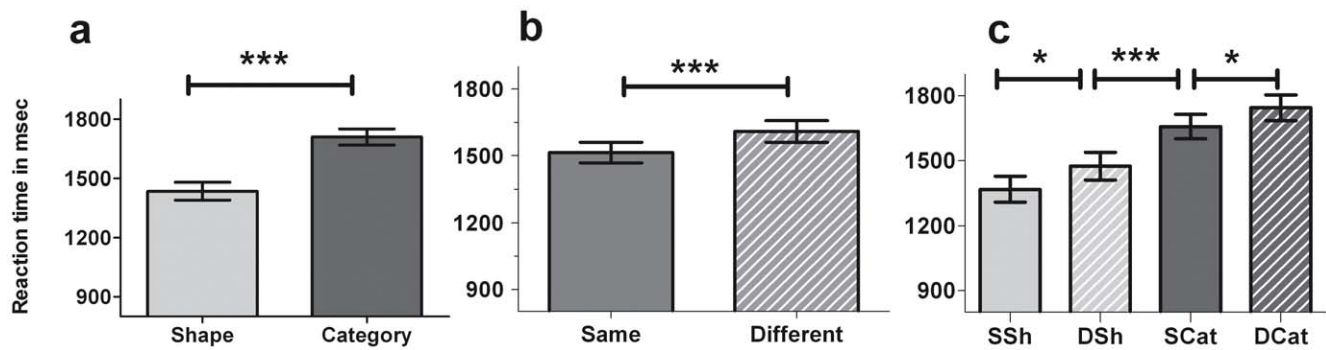 a
b
c
***
***
*
***
*
Reaction time in msec
1800
1500
1200
900
Shape
Category
1800
1500
1200
900
Same
Different
1800
1500
1200
900
SSh
DSh
SCat
DCat